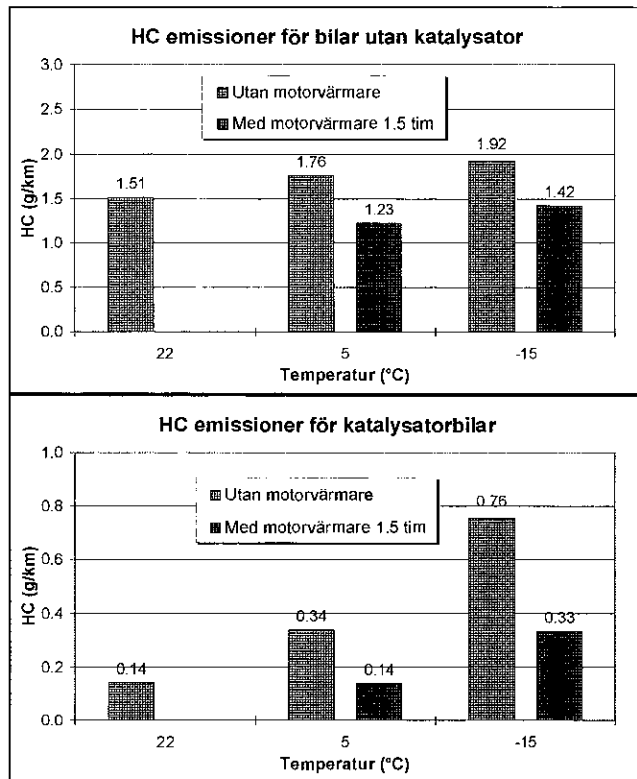 HC emissioner för bilar utan katalysator
3.0
2.5
2.0
1.5
1.0
0.5
0.0
HC (g/km)
Utan motorvärmare
Med motorvärmare 1.5 tim
1.51
1.76
1.23
1.92
1.42
22
5
-15
Temperatur (°C)
HC emissioner för katalysatorbilar
1.0
0.8
0.6
0.4
0.2
0.0
HC (g/km)
Utan motorvärmare
Med motorvärmare 1.5 tim
0.14
0.34
0.14
0.76
0.33
22
5
-15
Temperatur (°C)